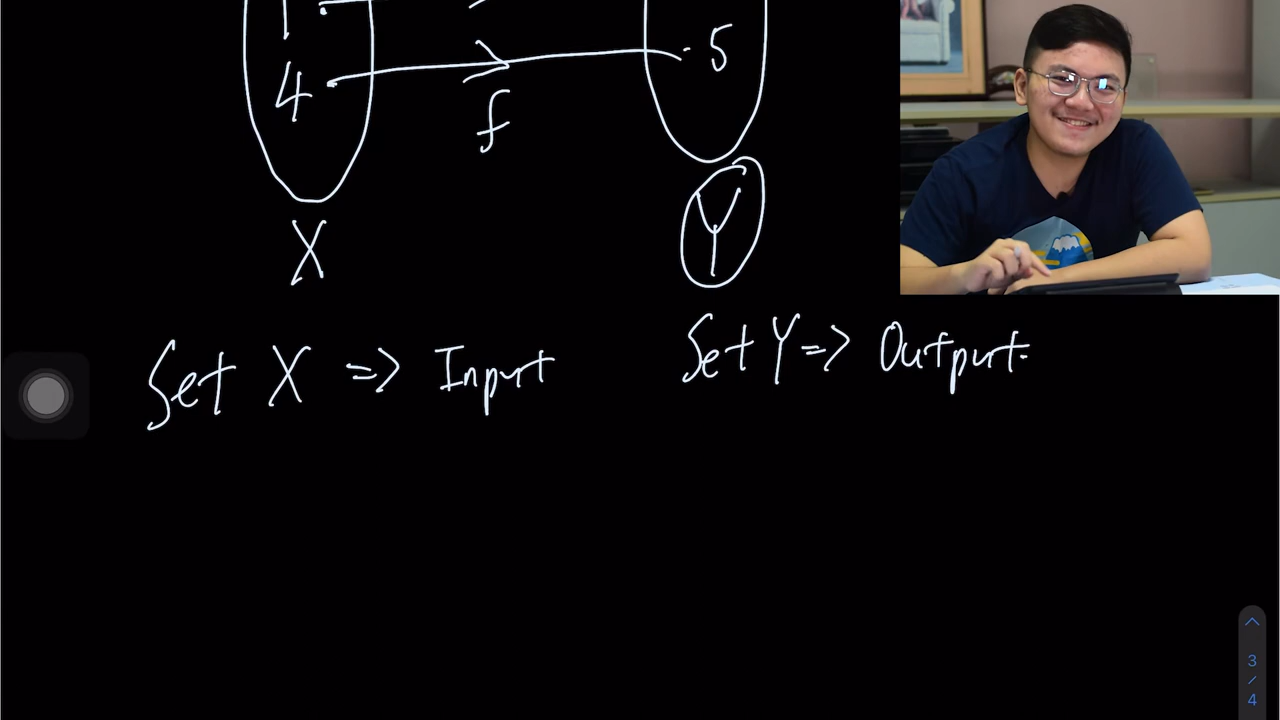 4 f . 5
X Y
Set X => Input Set Y => Output.
3
/
4